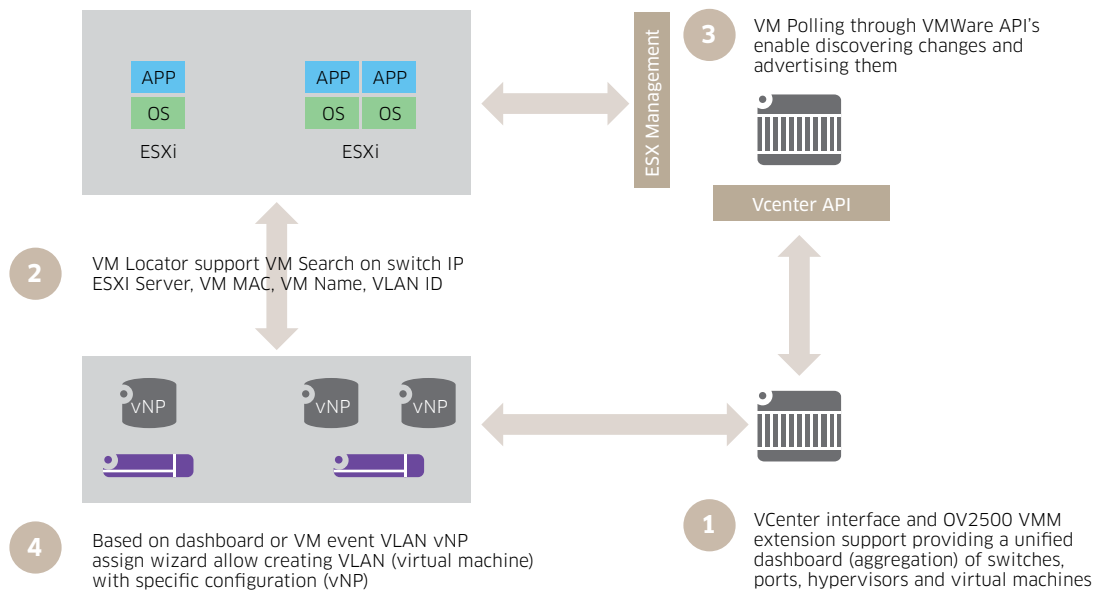 APP
OS
ESXi
APP APP
OS OS
ESXi
ESX Management
3
VM Polling through VMWare API's
enable discovering changes and
advertising them
Vcenter API
2
VM Locator support VM Search on switch IP
ESXI Server, VM MAC, VM Name, VLAN ID
vNP
vNP
vNP
4
Based on dashboard or VM event VLAN vNP
assign wizard allow creating VLAN (virtual machine)
with specific configuration (vNP)
1
VCenter interface and OV2500 VMM
extension support providing a unified
dashboard (aggregation) of switches,
ports, hypervisors and virtual machines